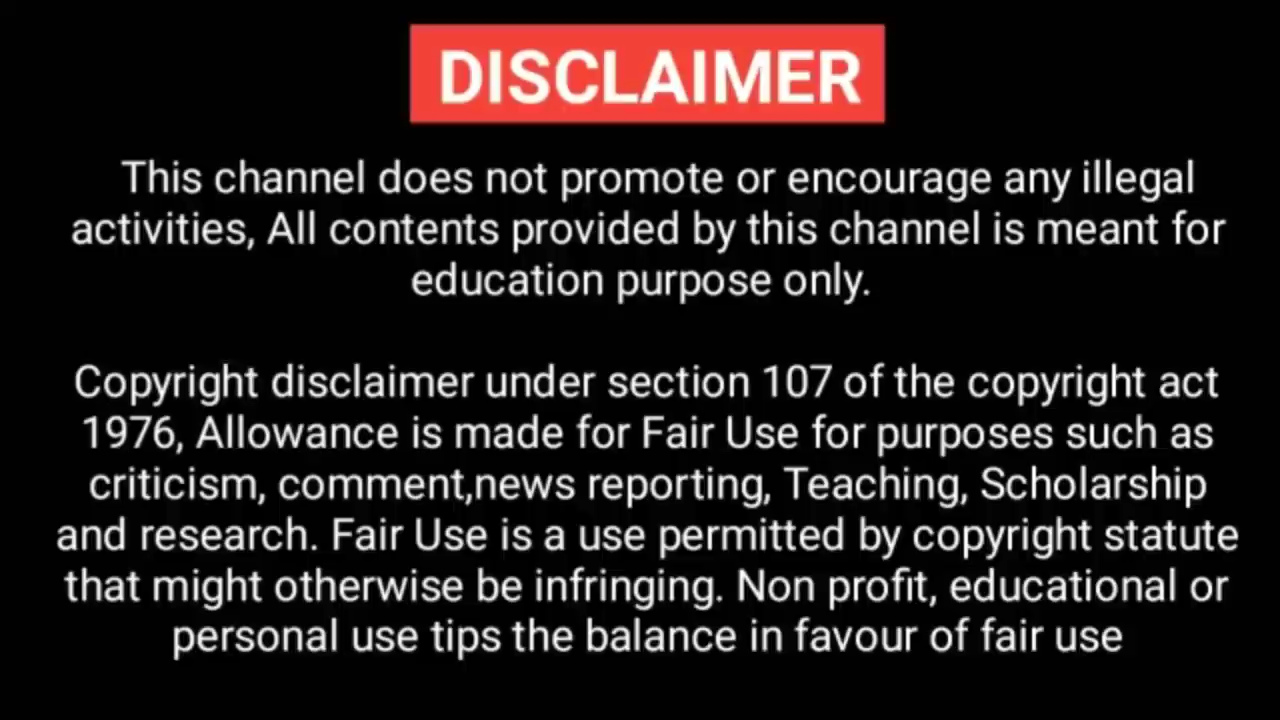 DISCLAIMER
This channel does not promote or encourage any illegal
activities, All contents provided by this channel is meant for
education purpose only.
Copyright disclaimer under section 107 of the copyright act
1976, Allowance is made for Fair Use for purposes such as
criticism, comment,news reporting, Teaching, Scholarship
and research. Fair Use is a use permitted by copyright statute
that might otherwise be infringing. Non profit, educational or
personal use tips the balance in favour of fair use